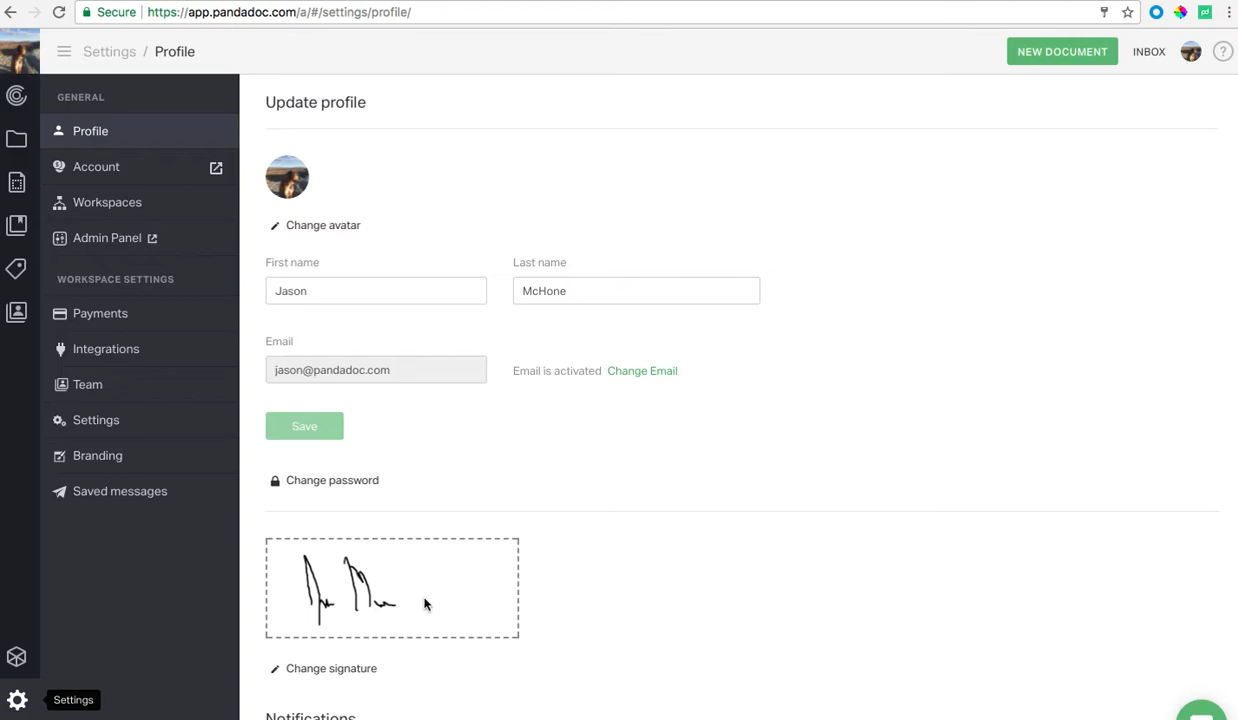 Secure https://app.pandadoc.com/a/#/settings/profile/
Settings / Profile
NEW DOCUMENT INBOX ?
GENERAL
Profile
Account
Workspaces
Admin Panel
WORKSPACE SETTINGS
Payments
Integrations
Team
Settings
Branding
Saved messages
Settings
Update profile
Change avatar
First name Last name
Jason McHone
Email
jason@pandadoc.com Email is activated Change Email
Save
Change password
Change signature
Notifications